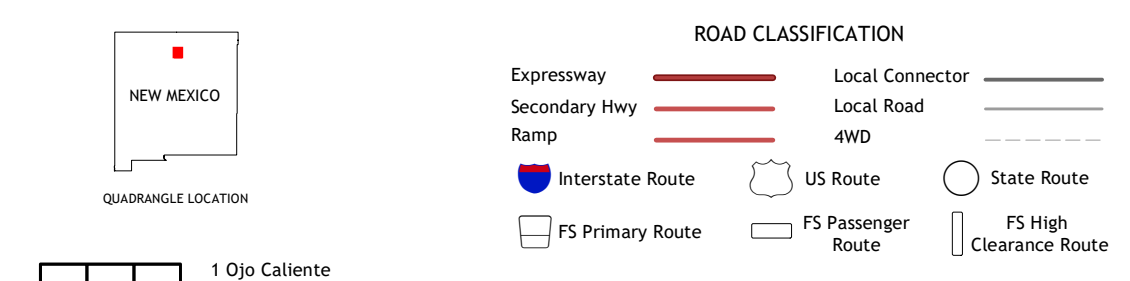 NEW MEXICO
QUADRANGLE LOCATION
1 Ojo Caliente
ROAD CLASSIFICATION
Expressway
Local Connector
Secondary Hwy
Local Road
Ramp
4WD
Interstate Route
US Route
State Route
FS Primary Route
FS Passenger
Route
FS High
Clearance Route